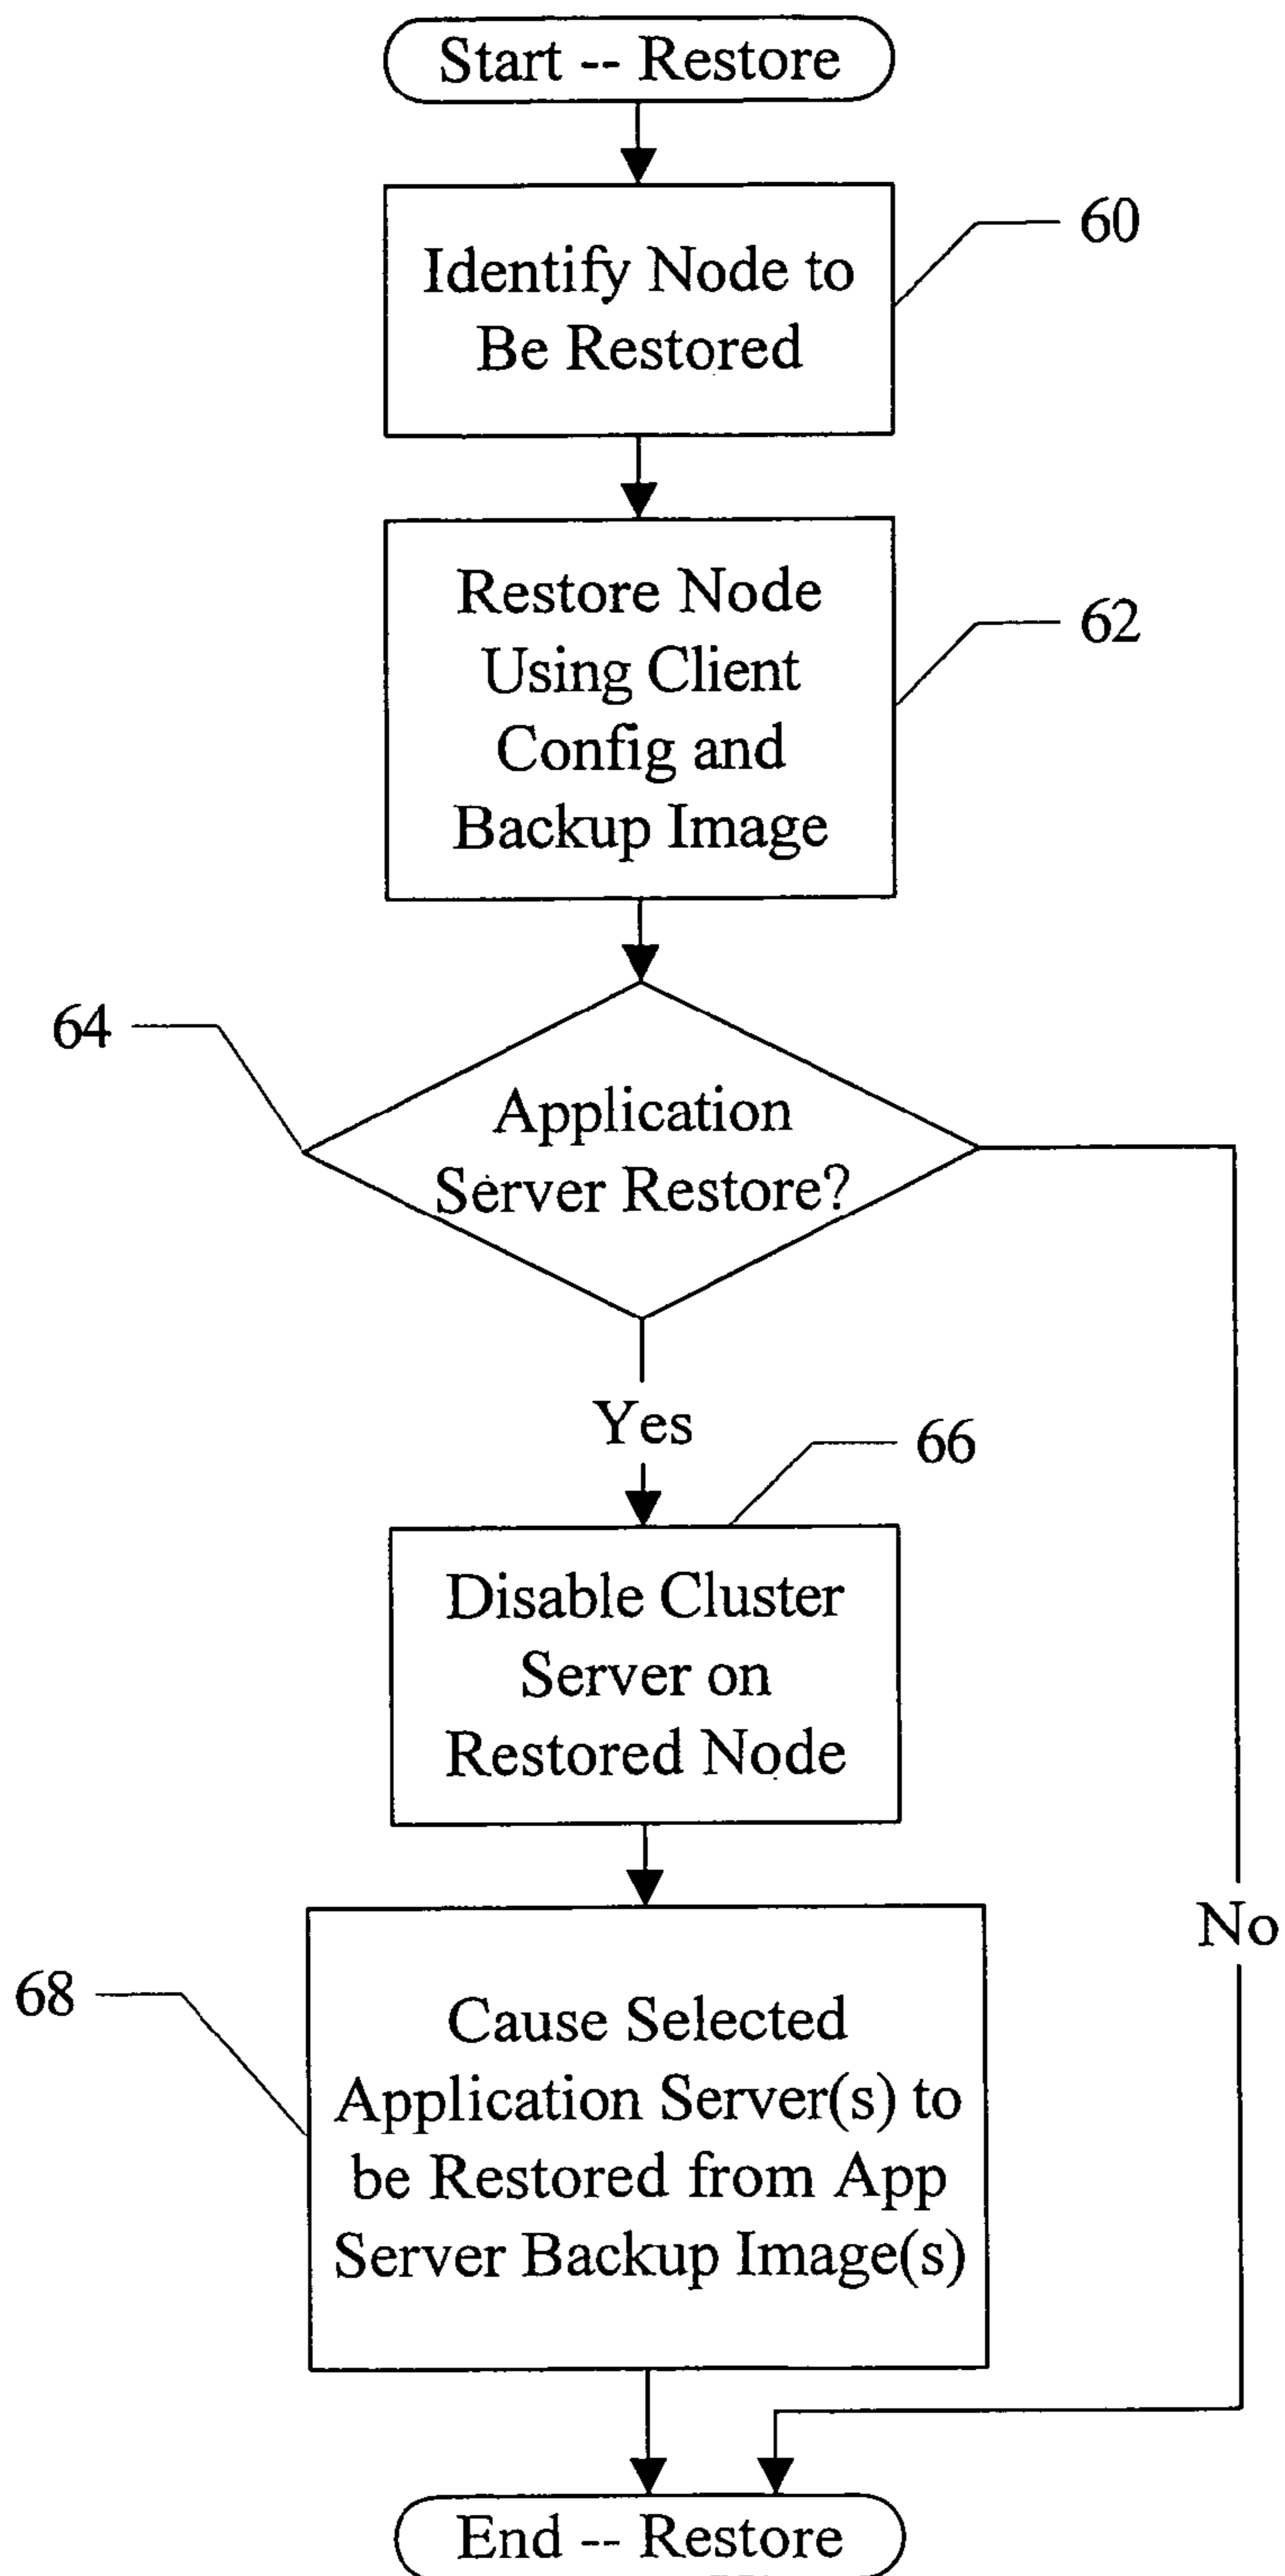 Start -- Restore
60
Identify Node to
Be Restored
62
Restore Node
Using Client
Config and
Backup Image
64
Application
Server Restore?
Yes
66
Disable Cluster
Server on
Restored Node
No
68
Cause Selected
Application Server(s) to
be Restored from App
Server Backup Image(s)
End -- Restore